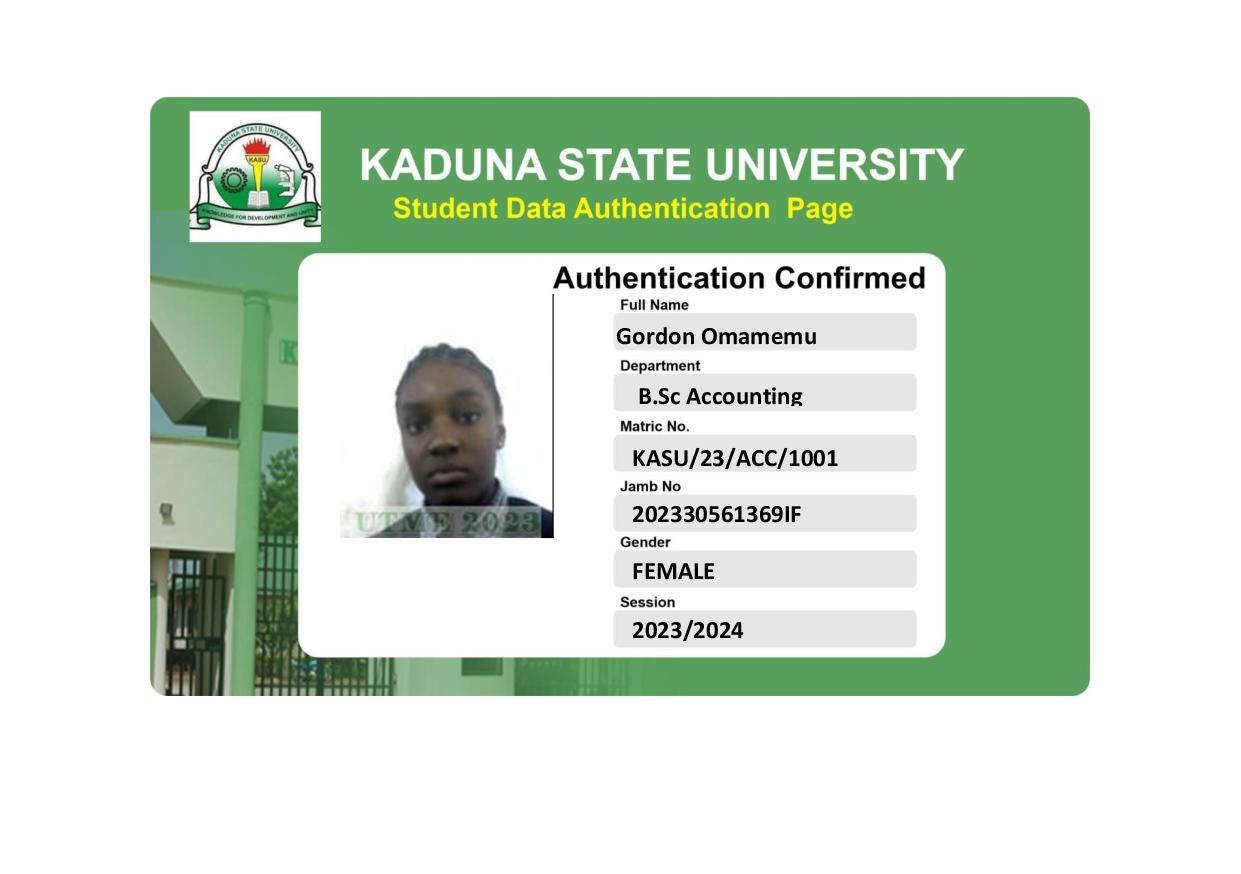 KADUNA STATE UNIVERSITY
KASU
KNOWLEDGE FOR DEVELOPMENT AND UNITY
KADUNA STATE UNIVERSITY
Student Data Authentication Page
Authentication Confirmed
Full Name
Gordon Omamemu
Department
B.Sc Accounting
Matric No.
KASU/23/ACC/1001
Jamb No
202330561369IF
Gender
FEMALE
Session
2023/2024
UTME 2023
K